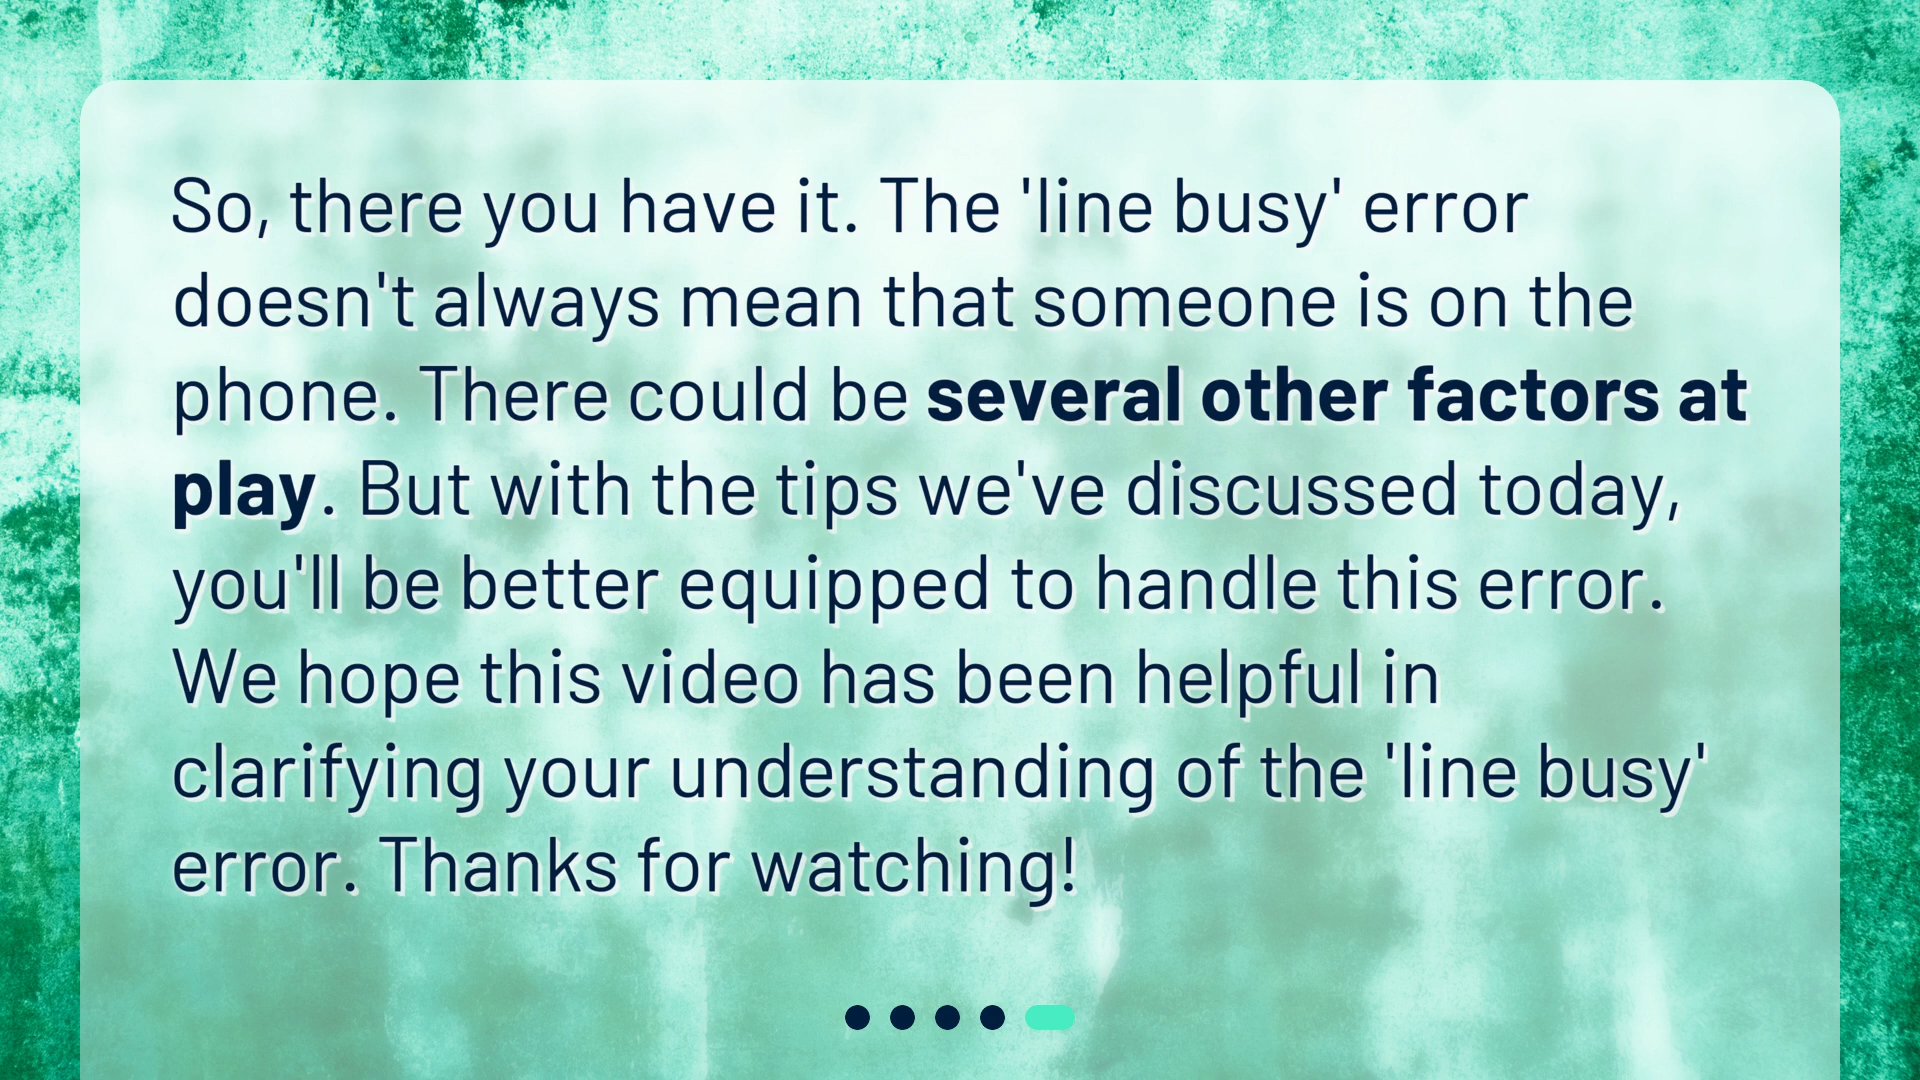 So, there you have it. The 'line busy' error
doesn't always mean that someone is on the
phone. There could be several other factors at
play. But with the tips we've discussed today,
you'll be better equipped to handle this error.
We hope this video has been helpful in
clarifying your understanding of the 'line busy'
error. Thanks for watching!